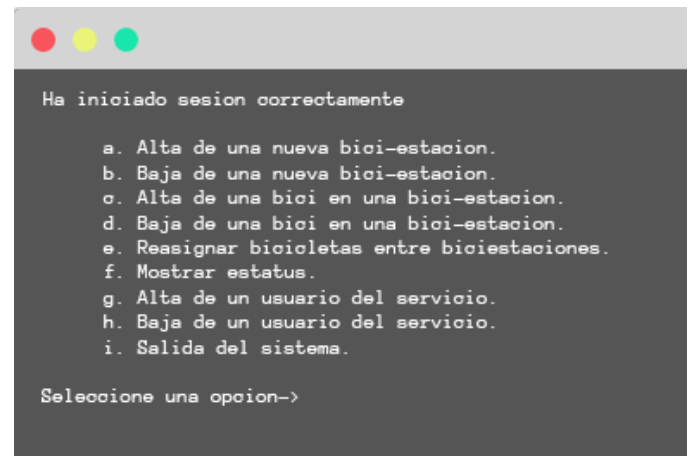 Ha iniciado sesion correctamente
a. Alta de una nueva bici-estacion.
b. Baja de una nueva bici-estacion.
c. Alta de una bici en una bici-estacion.
d. Baja de una bici en una bici-estacion.
e. Reasignar bicicletas entre biciestaciones.
f. Mostrar estatus.
g. Alta de un usuario del servicio.
h. Baja de un usuario del servicio.
i. Salida del sistema.
Seleccione una opcion->